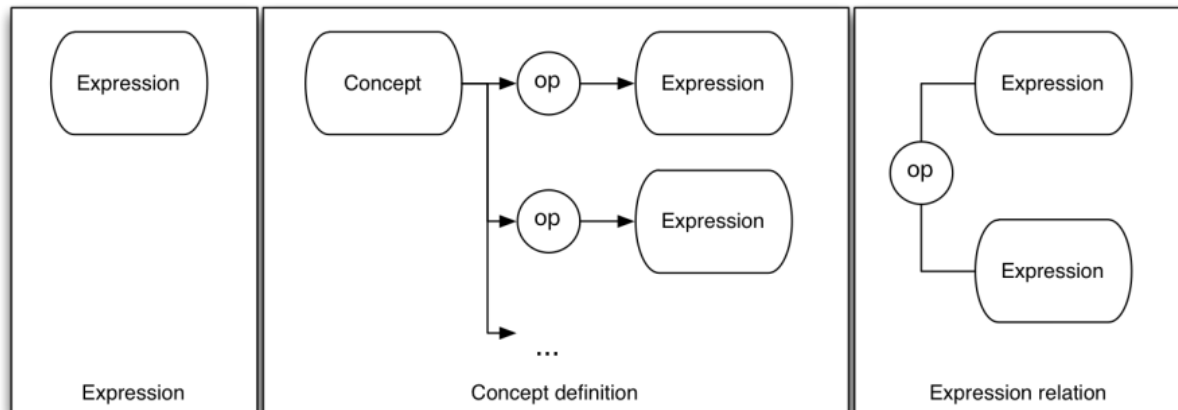 Expression
Expression
Concept
op
Expression
op
Expression
...
Concept definition
Expression
op
Expression
Expression relation